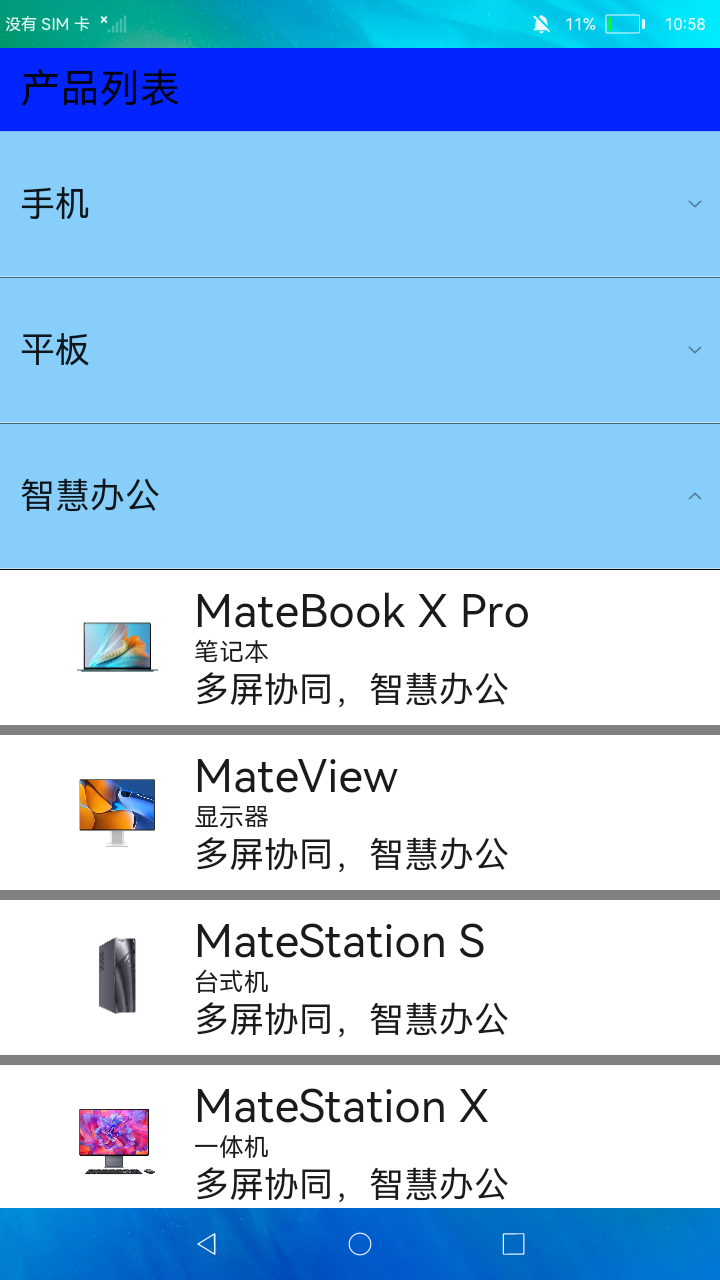 没有 SIM 卡 11% 10:58
产品列表
手机
平板
智慧办公
MateBook X Pro
笔记本
多屏协同，智慧办公
MateView
显示器
多屏协同，智慧办公
MateStation S
台式机
多屏协同，智慧办公
MateStation X
一体机
多屏协同，智慧办公